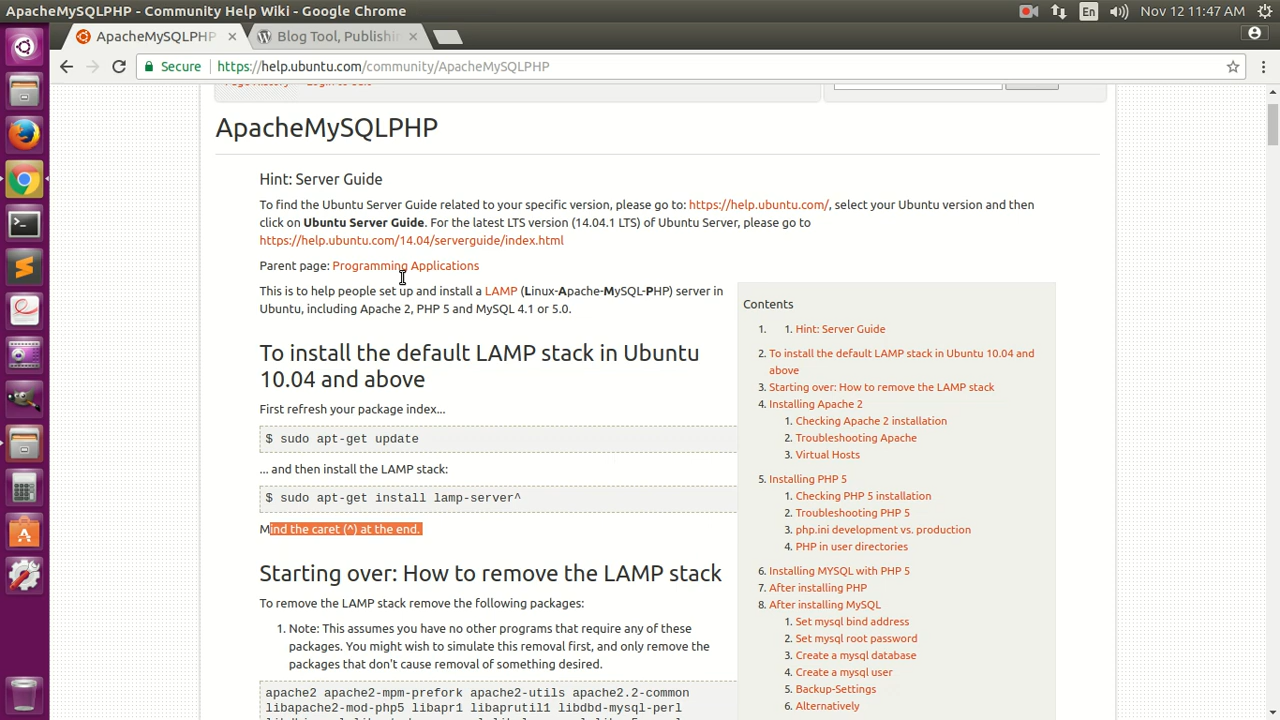 ApacheMySQLPHP - Community Help Wiki - Google Chrome
En
Nov 12 11:47 AM
ApacheMySQLPHP
Blog Tool, Publishin
Secure
https://help.ubuntu.com/community/ApacheMySQLPHP
ApacheMySQLPHP
Hint: Server Guide
To find the Ubuntu Server Guide related to your specific version, please go to: https://help.ubuntu.com/, select your Ubuntu version and then
click on Ubuntu Server Guide. For the latest LTS version (14.04.1 LTS) of Ubuntu Server, please go to
https://help.ubuntu.com/14.04/serverguide/index.html
Parent page: Programming Applications
This is to help people set up and install a LAMP (Linux-Apache-MySQL-PHP) server in
Ubuntu, including Apache 2, PHP 5 and MySQL 4.1 or 5.0.
To install the default LAMP stack in Ubuntu
10.04 and above
First refresh your package index...
$ sudo apt-get update
... and then install the LAMP stack:
$ sudo apt-get install lamp-server^
Mind the caret (^) at the end.
Starting over: How to remove the LAMP stack
To remove the LAMP stack remove the following packages:
1. Note: This assumes you have no other programs that require any of these
packages. You might wish to simulate this removal first, and only remove the
packages that don't cause removal of something desired.
apache2 apache2-mpm-prefork apache2-utils apache2.2-common
libapache2-mod-php5 libapr1 libaprutil1 libdbd-mysql-perl
Contents
1. 1. Hint: Server Guide
2. To install the default LAMP stack in Ubuntu 10.04 and
above
3. Starting over: How to remove the LAMP stack
4. Installing Apache 2
1. Checking Apache 2 installation
2. Troubleshooting Apache
3. Virtual Hosts
5. Installing PHP 5
1. Checking PHP 5 installation
2. Troubleshooting PHP 5
3. php.ini development vs. production
4. PHP in user directories
6. Installing MYSQL with PHP 5
7. After installing PHP
8. After installing MySQL
1. Set mysql bind address
2. Set mysql root password
3. Create a mysql database
4. Create a mysql user
5. Backup-Settings
6. Alternatively